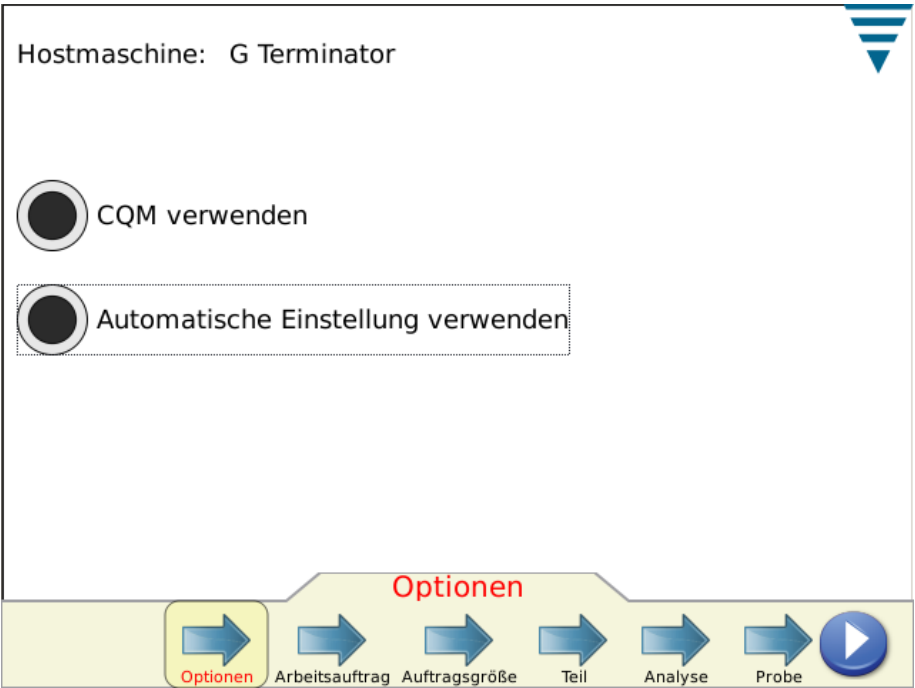 Hostmaschine: G Terminator
CQM verwenden
Automatische Einstellung verwenden
Optionen
Optionen Arbeitsauftrag Auftragsgröße Teil Analyse Probe